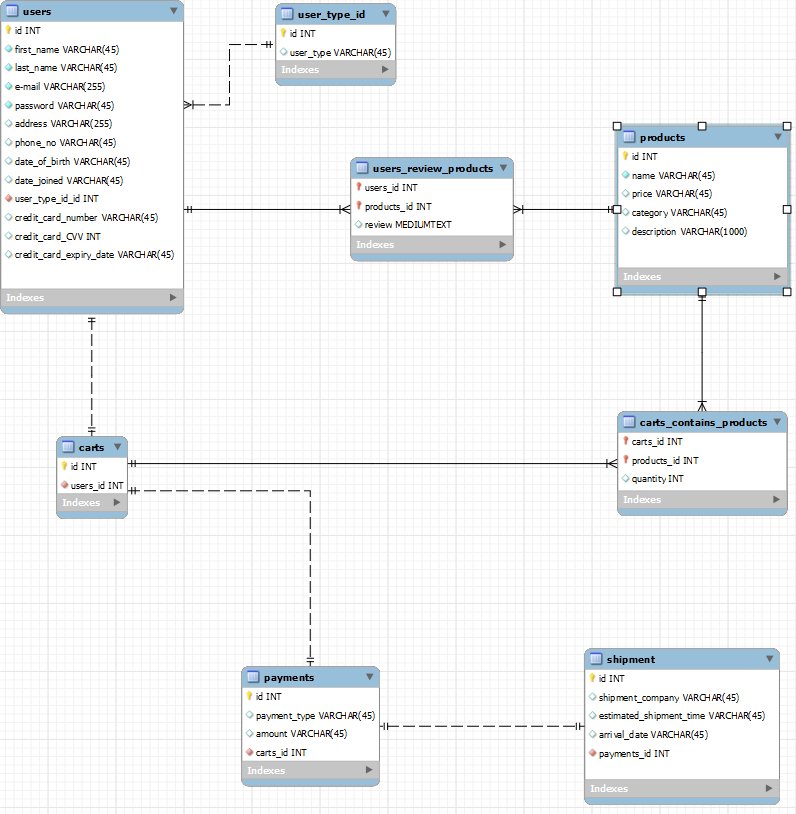 users
id INT
first_name VARCHAR(45)
last_name VARCHAR(45)
e-mail VARCHAR(255)
password VARCHAR(45)
address VARCHAR(255)
phone_no VARCHAR(45)
date_of_birth VARCHAR(45)
date_joined VARCHAR(45)
user_type_id_id INT
credit_card_number VARCHAR(45)
credit_card_CVV INT
credit_card_expiry_date VARCHAR(45)
Indexes
user_type_id
id INT
user_type VARCHAR(45)
Indexes
users_review_products
users_id INT
products_id INT
review MEDIUMTEXT
Indexes
products
id INT
name VARCHAR(45)
price VARCHAR(45)
category VARCHAR(45)
description VARCHAR(1000)
Indexes
carts
id INT
users_id INT
Indexes
carts_contains_products
carts_id INT
products_id INT
quantity INT
Indexes
payments
id INT
payment_type VARCHAR(45)
amount VARCHAR(45)
carts_id INT
Indexes
shipment
id INT
shipment_company VARCHAR(45)
estimated_shipment_time VARCHAR(45)
arrival_date VARCHAR(45)
payments_id INT
Indexes